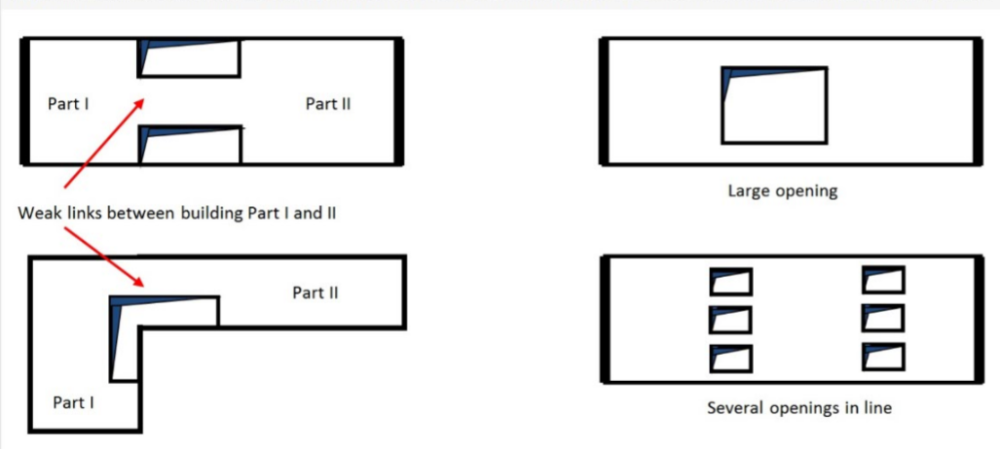 Part I
Part II
Large opening
Weak links between building Part I and II
Part II
Part I
Several openings in line